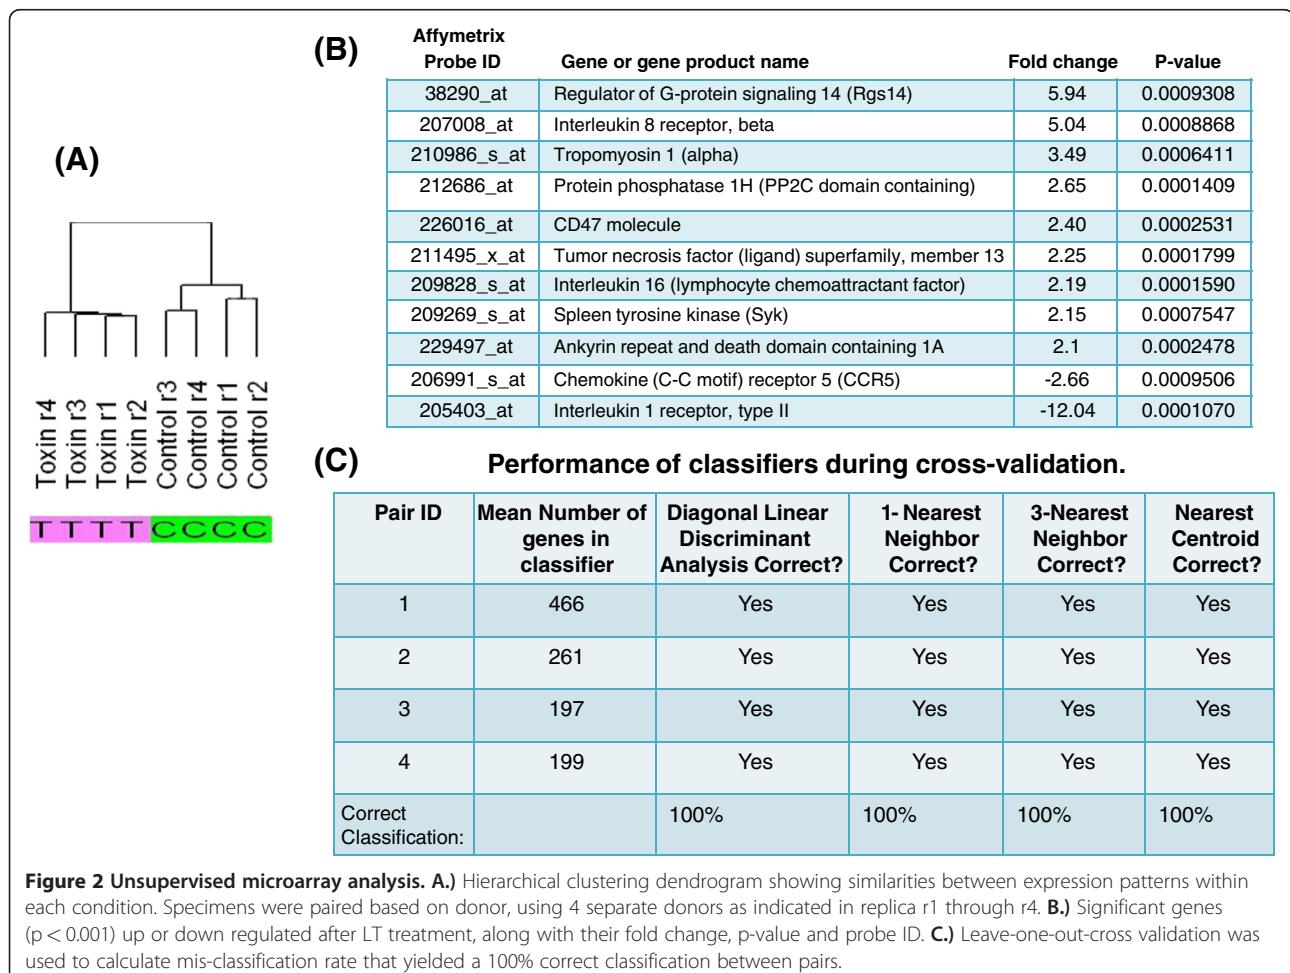 (A)
Toxin r4
Toxin r3
Toxin r1
Toxin r2
Control r3
Control r4
Control r1
Control r2
T T T T C C C C
(B)
Affymetrix
Probe ID Gene or gene product name Fold change P-value
38290_at Regulator of G-protein signaling 14 (Rgs14) 5.94 0.0009308
207008_at Interleukin 8 receptor, beta 5.04 0.0008868
210986_s_at Tropomyosin 1 (alpha) 3.49 0.0006411
212686_at Protein phosphatase 1H (PP2C domain containing) 2.65 0.0001409
226016_at CD47 molecule 2.40 0.0002531
211495_x_at Tumor necrosis factor (ligand) superfamily, member 13 2.25 0.0001799
209828_s_at Interleukin 16 (lymphocyte chemoattractant factor) 2.19 0.0001590
209269_s_at Spleen tyrosine kinase (Syk) 2.15 0.0007547
229497_at Ankyrin repeat and death domain containing 1A 2.1 0.0002478
206991_s_at Chemokine (C-C motif) receptor 5 (CCR5) -2.66 0.0009506
205403_at Interleukin 1 receptor, type II -12.04 0.0001070
(C)
Performance of classifiers during cross-validation.
Pair ID Mean Number of Diagonal Linear 1- Nearest 3-Nearest Nearest
genes in Discriminant Neighbor Neighbor Centroid
classifier Analysis Correct? Correct? Correct? Correct?
1 466 Yes Yes Yes Yes
2 261 Yes Yes Yes Yes
3 197 Yes Yes Yes Yes
4 199 Yes Yes Yes Yes
Correct 100% 100% 100% 100%
Classification:
Figure 2 Unsupervised microarray analysis. A.) Hierarchical clustering dendrogram showing similarities between expression patterns within
each condition. Specimens were paired based on donor, using 4 separate donors as indicated in replica r1 through r4. B.) Significant genes
(p < 0.001) up or down regulated after LT treatment, along with their fold change, p-value and probe ID. C.) Leave-one-out-cross validation was
used to calculate mis-classification rate that yielded a 100% correct classification between pairs.